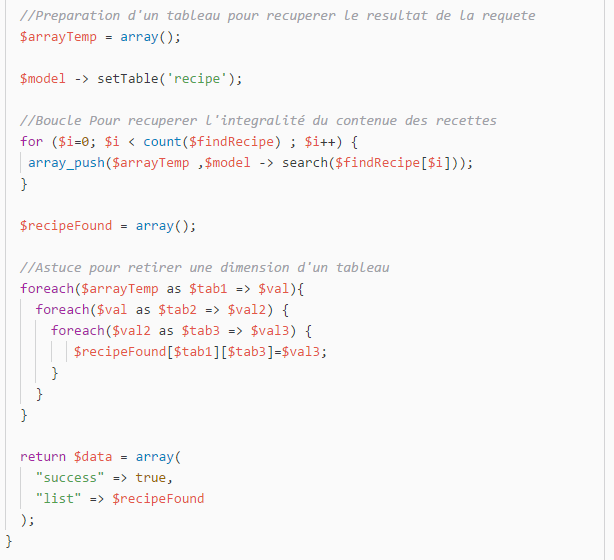 //Preparation d'un tableau pour recuperer le resultat de la requete
$arrayTemp = array();
$model -> setTable('recipe');
//Boucle Pour recuperer l'integralité du contenue des recettes
for ($i=0; $i < count($findRecipe) ; $i++) {
array_push($arrayTemp ,$model -> search($findRecipe[$i]));
}
$recipeFound = array();
//Astuce pour retirer une dimension d'un tableau
foreach($arrayTemp as $tab1 => $val){
foreach($val as $tab2 => $val2) {
foreach($val2 as $tab3 => $val3) {
$recipeFound[$tab1][$tab3]=$val3;
}
}
}
return $data = array(
"success" => true,
"list" => $recipeFound
);
}